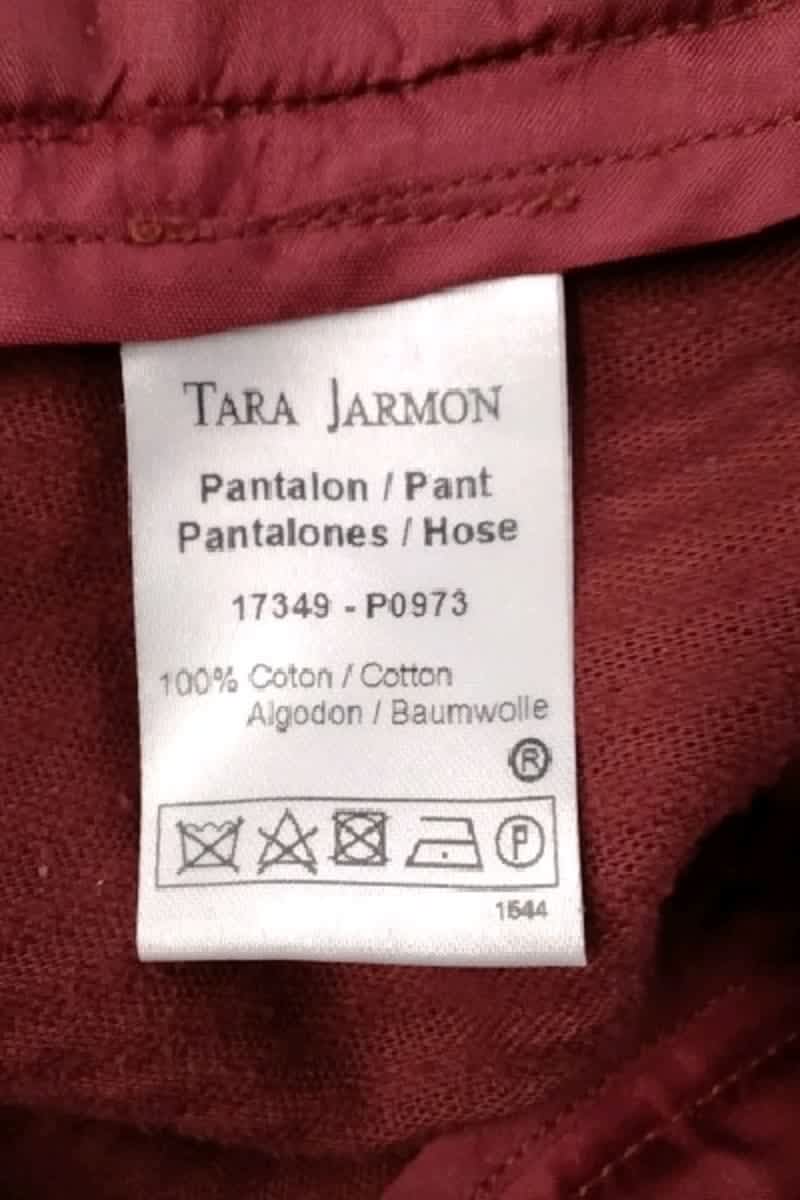 TARA JARMON
Pantalon / Pant
Pantalones / Hose
17349 - P0973
100% Coton / Cotton
Algodon / Baumwolle
®
P
1544